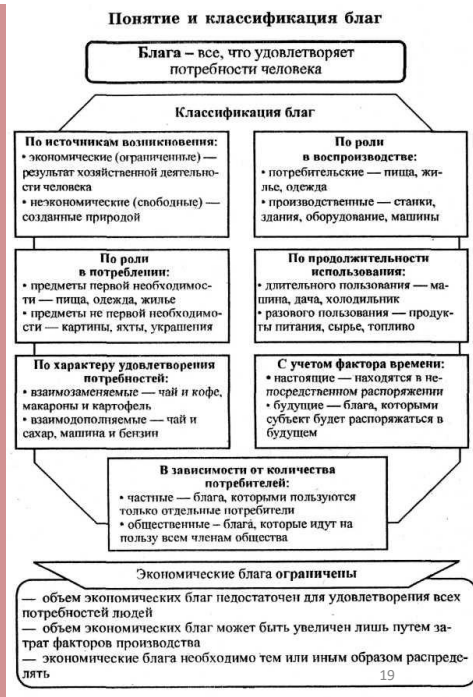 Понятие и классификация благ
Блага – все, что удовлетворяет
потребности человека
Классификация благ
По источникам возникновения:
• экономические (ограниченные) —
результат хозяйственной деятельно-
сти человека
• неэкономические (свободные) —
созданные природой
По роли
в воспроизводстве:
• потребительские — пища, жи-
лье, одежда
• производственные — станки,
здания, оборудование, машины
По роли
в потреблении:
• предметы первой необходимос-
ти — пища, одежда, жилье
• предметы не первой необходимо-
сти — картины, яхты, украшения
По продолжительности
использования:
• длительного пользования — ма-
шина, дача, холодильник
• разового пользования — продук-
ты питания, сырье, топливо
По характеру удовлетворения
потребностей:
• взаимозаменяемые — чай и кофе,
макароны и картофель
• взаимодополняемые — чай и
сахар, машина и бензин
С учетом фактора времени:
• настоящие — находятся в не-
посредственном распоряжении
• будущие — блага, которыми
субъект будет распоряжаться в
будущем
В зависимости от количества
потребителей:
• частные — блага, которыми пользуются
только отдельные потребители
• общественные – блага, которые идут на
пользу всем членам общества
Экономические блага ограничены
— объем экономических благ недостаточен для удовлетворения всех
потребностей людей
— объем экономических благ может быть увеличен лишь путем за-
трат факторов производства
— экономические блага необходимо тем или иным образом распреде-
лять
19